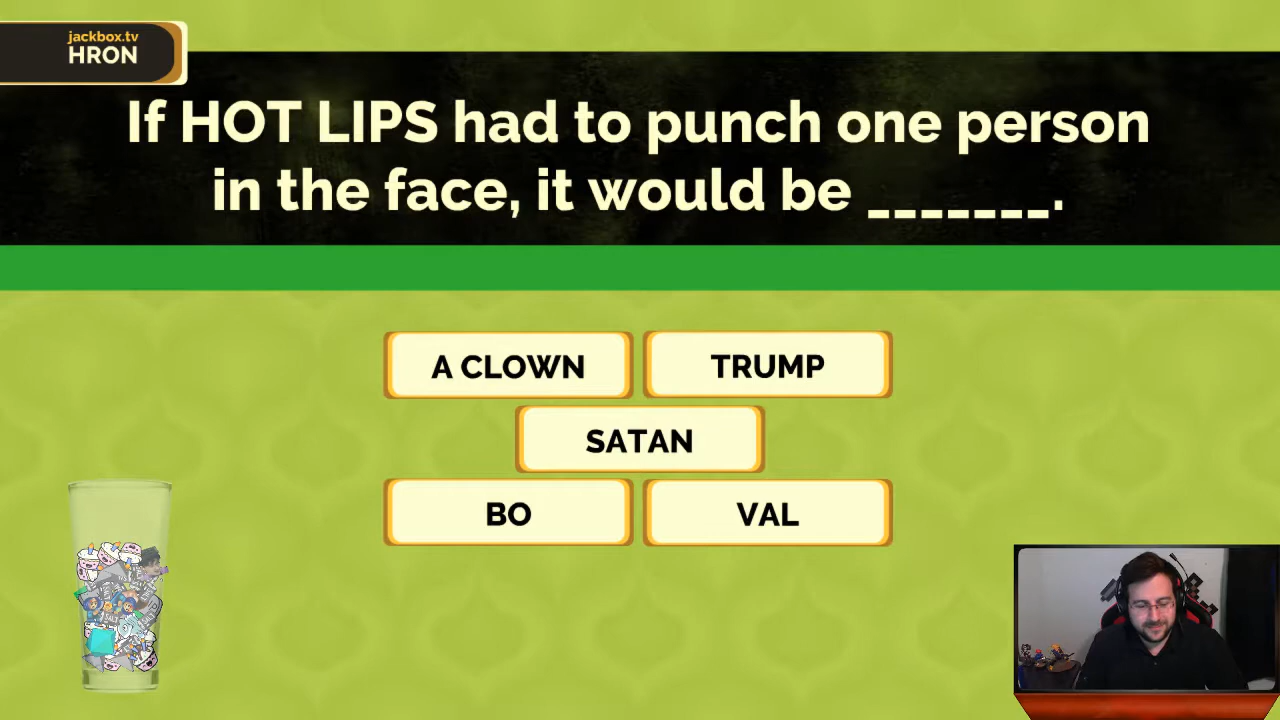 jackbox.tv
HRON
If HOT LIPS had to punch one person
in the face, it would be _______.
A CLOWN
TRUMP
SATAN
BO
VAL